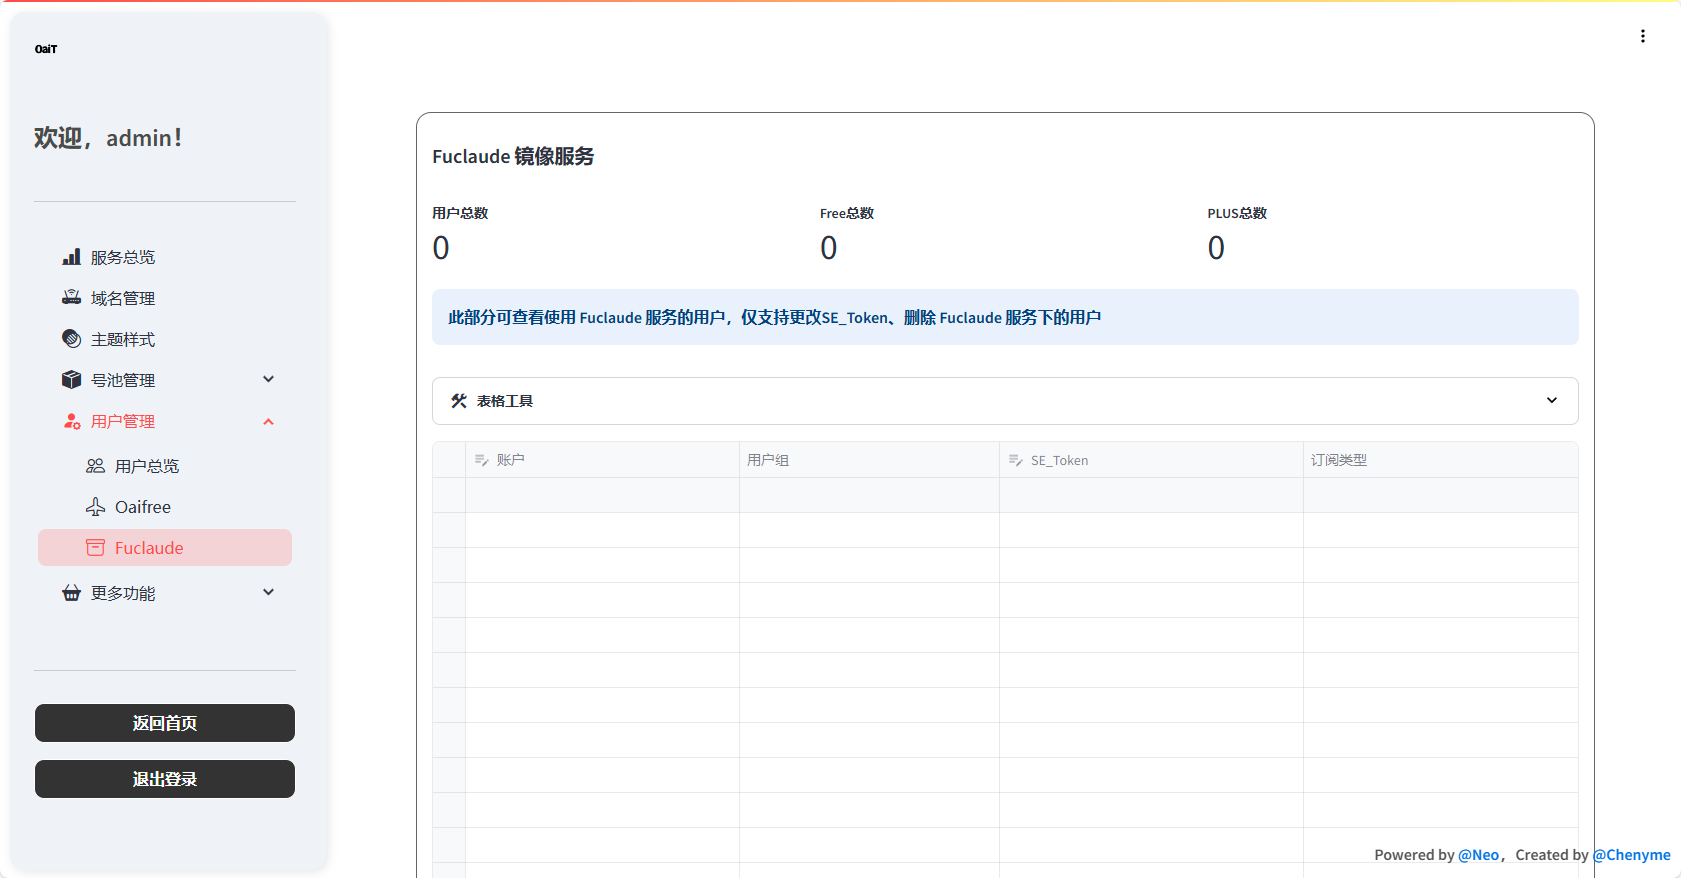 OaiT
欢迎，admin！
服务总览
域名管理
主题样式
号池管理
用户管理
用户总览
Oaifree
Fuclaude
更多功能
返回首页
退出登录
Fuclaude 镜像服务
用户总数
Free总数
PLUS总数
0
0
0
此部分可查看使用 Fuclaude 服务的用户，仅支持更改SE_Token、删除 Fuclaude 服务下的用户
表格工具
账户
用户组
SE_Token
订阅类型
Powered by @Neo，Created by @Chenyme